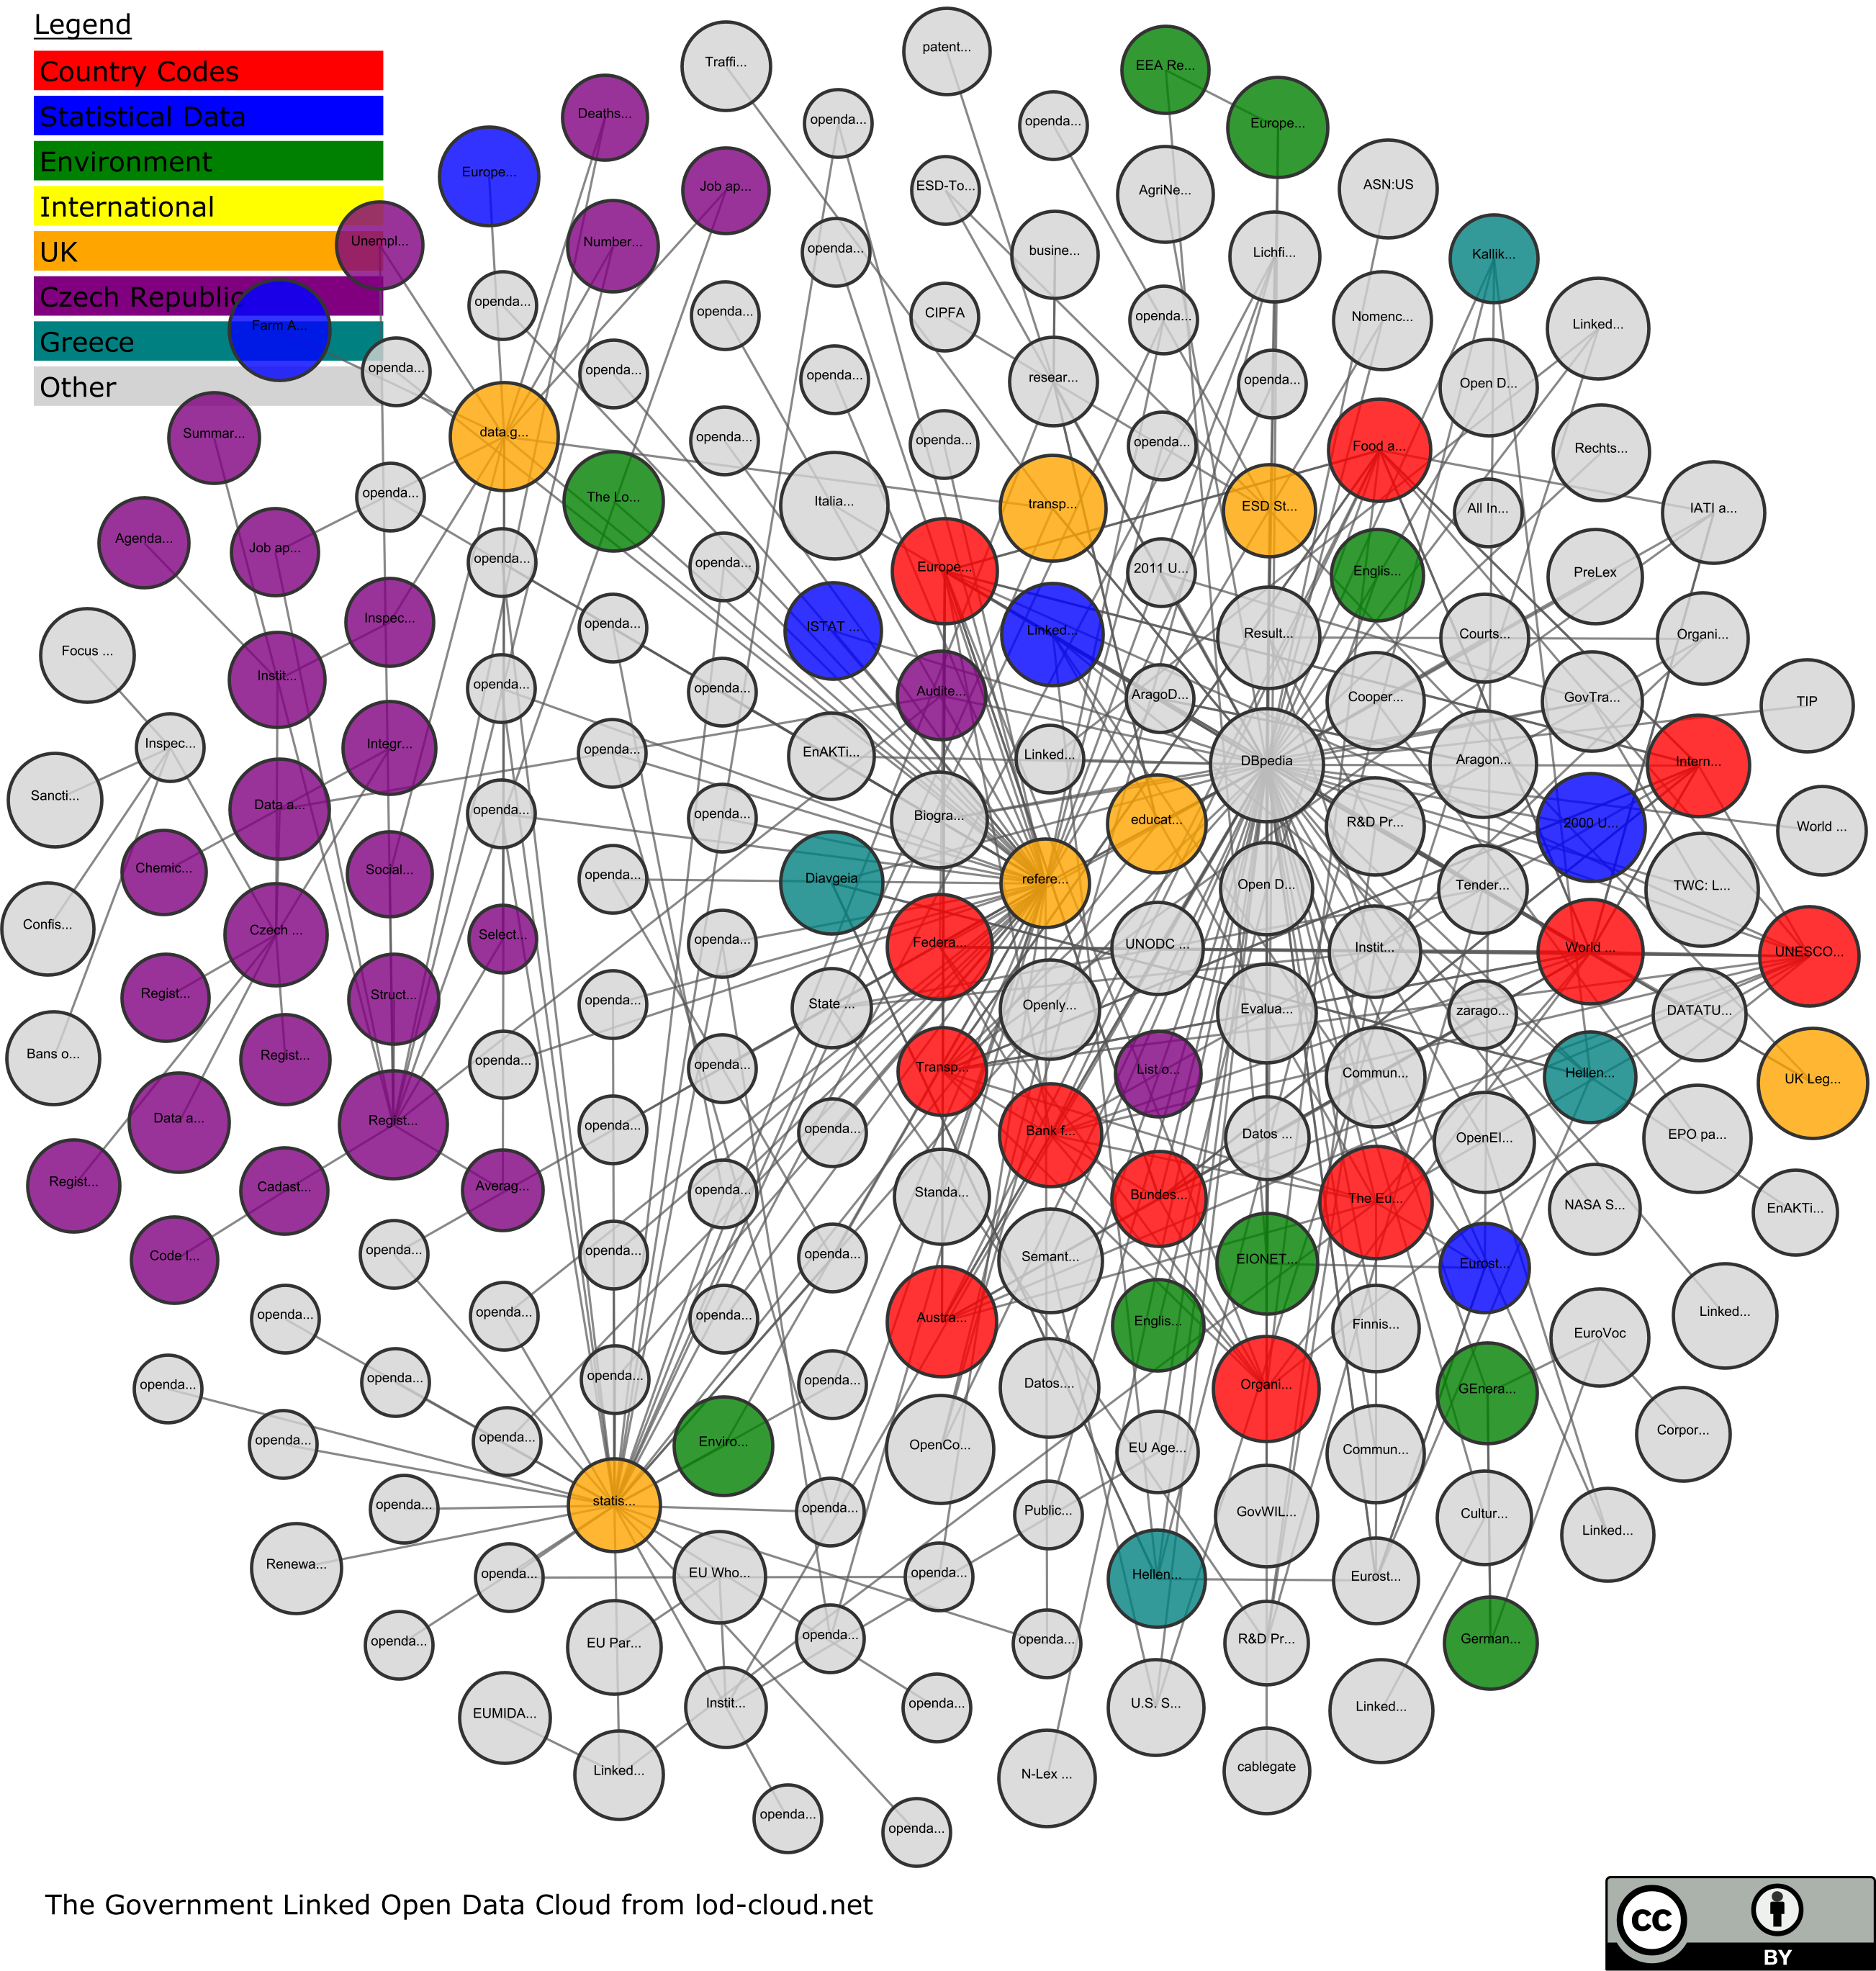 Legend
Country Codes
Statistical Data
Environment
International
UK
Czech Republic
Greece
Other
Traffi...
patent...
EEA Re...
Europe...
Deaths...
openda...
openda...
Europe...
Job ap...
ESD-To...
AgriNe...
ASN:US
Unempl...
Number...
openda...
busine...
Lichfi...
Kallik...
openda...
openda...
CIPFA
openda...
Nomenc...
Linked...
Farm A...
openda...
openda...
openda...
resear...
openda...
Open D...
Summar...
data.g...
openda...
openda...
openda...
Food a...
Rechts...
openda...
The Lo...
Italia...
transp...
ESD St...
All In...
IATI a...
Agenda...
Job ap...
openda...
openda...
Europe...
2011 U...
Englis...
PreLex
Inspec...
openda...
ISTAT ...
Linked...
Result...
Courts...
Organi...
Focus ...
Instit...
openda...
openda...
Audite...
AragoD...
Cooper...
GovTra...
TIP
Inspec...
Integr...
openda...
EnAKTi...
Linked...
DBpedia
Aragon...
Intern...
Sancti...
Data a...
openda...
openda...
Biogra...
educat...
R&D Pr...
2000 U...
World ...
Chemic...
Social...
openda...
Diavgeia
refere...
Open D...
Tender...
TWC: L...
Confis...
Czech ...
Select...
openda...
Federa...
UNODC ...
Instit...
World ...
UNESCO...
Regist...
Struct...
openda...
State ...
Openly...
Evalua...
zarago...
DATATU...
Bans o...
Regist...
openda...
openda...
Transp...
List o...
Commun...
Hellen...
UK Leg...
Data a...
Regist...
openda...
openda...
Bank f...
Datos ...
OpenEI...
EPO pa...
Regist...
Cadast...
Averag...
openda...
Standa...
Bundes...
The Eu...
NASA S...
EnAKTi...
Code l...
openda...
openda...
openda...
Semant...
EIONET...
Eurost...
openda...
openda...
openda...
Austra...
Englis...
Finnis...
EuroVoc
Linked...
openda...
openda...
openda...
openda...
Datos....
Organi...
GEnera...
openda...
openda...
Enviro...
OpenCo...
EU Age...
Commun...
Corpor...
openda...
statis...
openda...
Public...
GovWIL...
Cultur...
Linked...
Renewa...
openda...
EU Who...
openda...
Hellen...
Eurost...
openda...
EU Par...
openda...
openda...
R&D Pr...
German...
EUMIDA...
Instit...
openda...
U.S. S...
Linked...
Linked...
N-Lex ...
cablegate
openda...
openda...
The Government Linked Open Data Cloud from lod-cloud.net
cc
BY